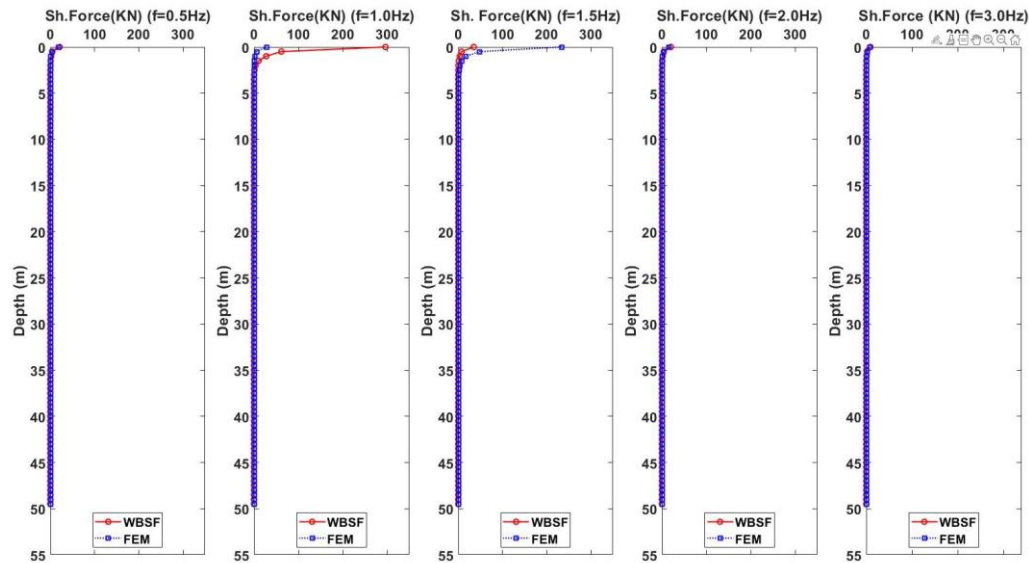 Sh.Force(KN) (f=0.5Hz)
0 100 200 300
0
5
10
15
20
25
30
35
40
45
50
55
Depth (m)
WBSF
FEM
Sh.Force(KN) (f=1.0Hz)
0 100 200 300
0
5
10
15
20
25
30
35
40
45
50
55
Depth (m)
WBSF
FEM
Sh. Force(KN) (f=1.5Hz)
0 100 200 300
0
5
10
15
20
25
30
35
40
45
50
55
Depth (m)
WBSF
FEM
Sh.Force(KN) (f=2.0Hz)
0 100 200 300
0
5
10
15
20
25
30
35
40
45
50
55
Depth (m)
WBSF
FEM
Sh.Force (KN) (f=3.0Hz)
0 100 200 300
0
5
10
15
20
25
30
35
40
45
50
55
Depth (m)
WBSF
FEM